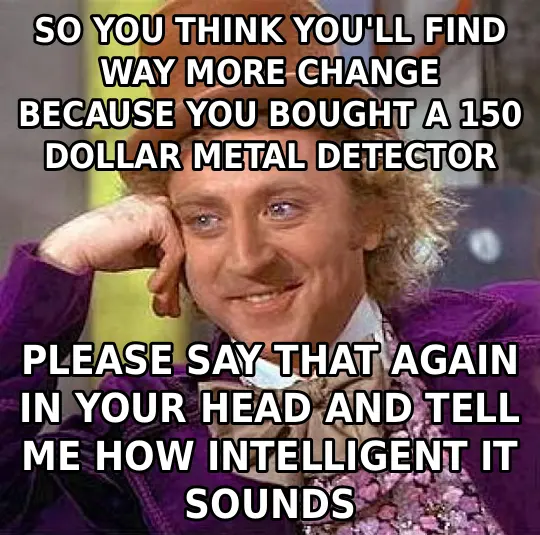 SO YOU THINK YOU'LL FIND
WAY MORE CHANGE
BECAUSE YOU BOUGHT A 150
DOLLAR METAL DETECTOR
PLEASE SAY THAT AGAIN
IN YOUR HEAD AND TELL
ME HOW INTELLIGENT IT
SOUNDS